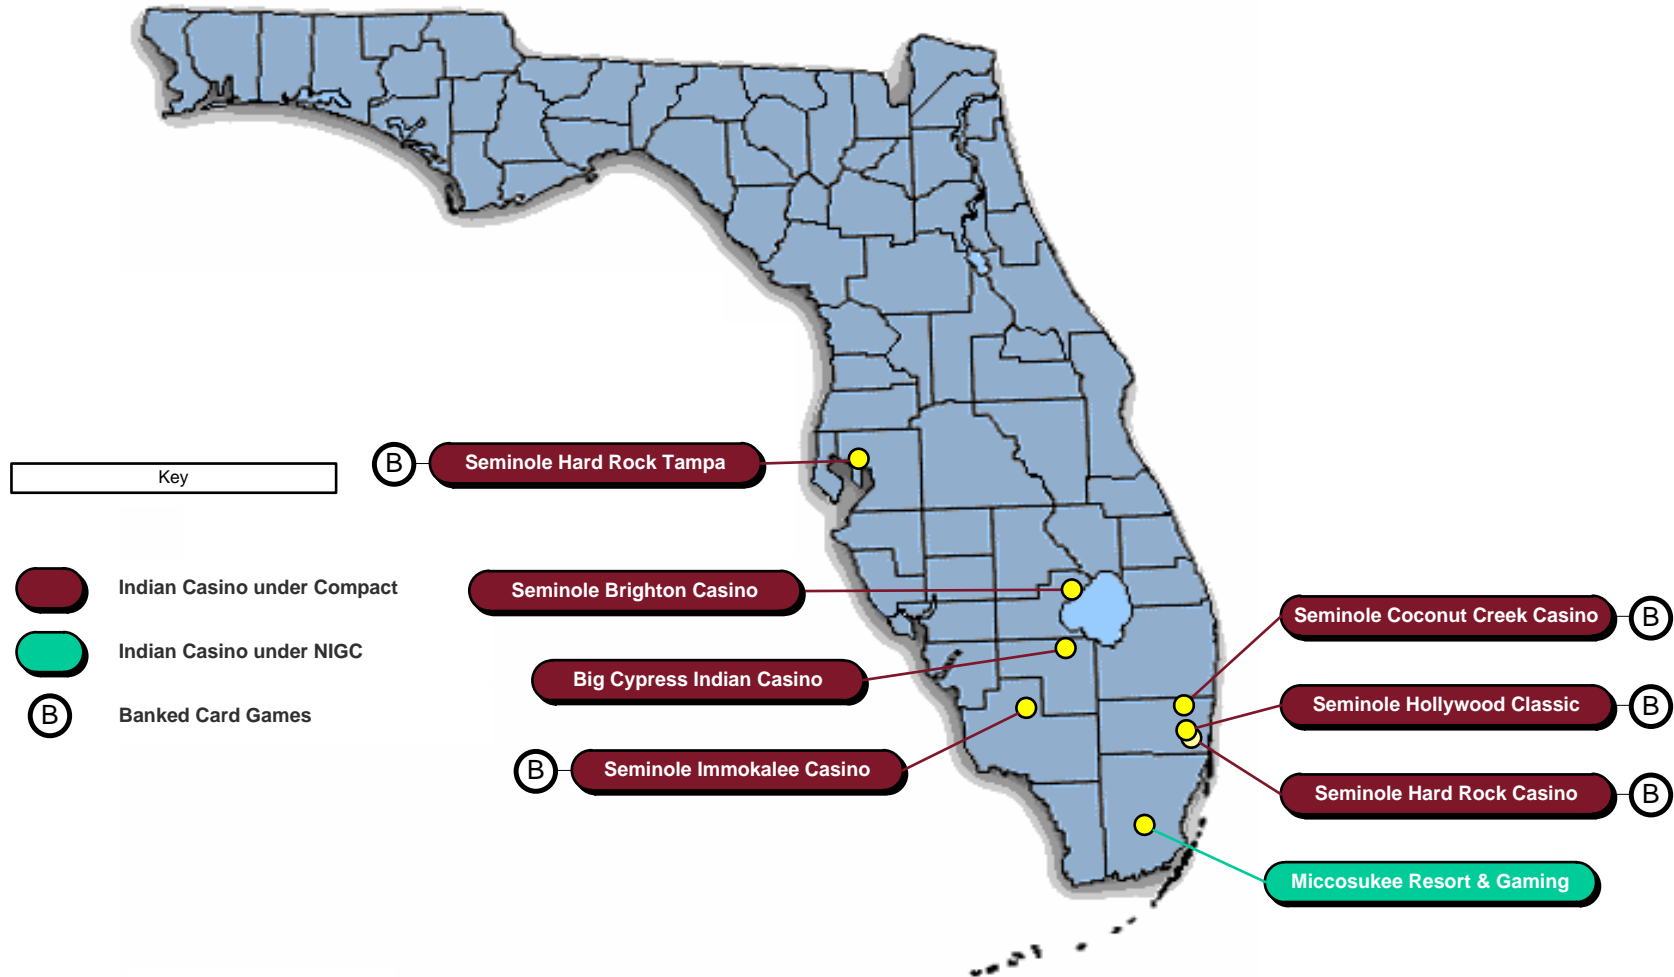 B
Seminole Hard Rock Tampa
Key
Indian Casino under Compact
Seminole Brighton Casino
Seminole Coconut Creek Casino
B
Indian Casino under NIGC
Big Cypress Indian Casino
Seminole Hollywood Classic
B
B
Banked Card Games
B
Seminole Immokalee Casino
Seminole Hard Rock Casino
B
Miccosukee Resort & Gaming